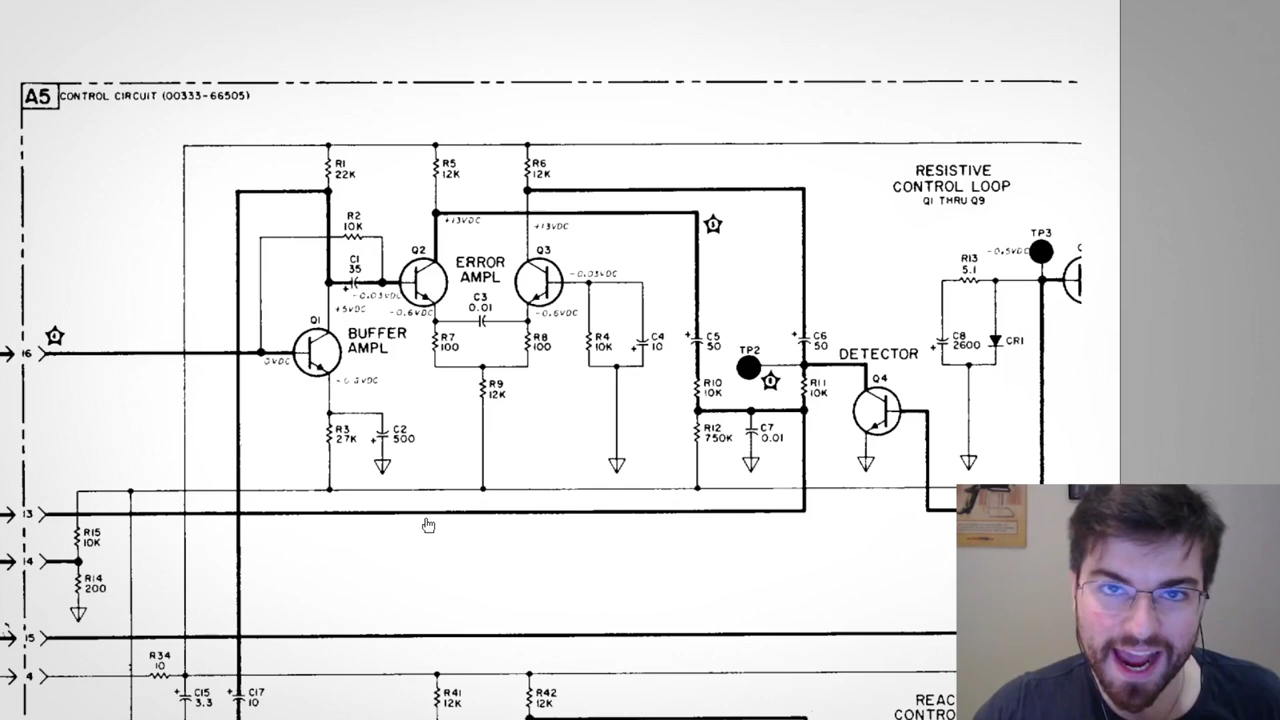 A5 CONTROL CIRCUIT (00333-66505)
RESISTIVE
CONTROL LOOP
Q1 THRU Q9
R1
22K
R5
12K
R6
12K
R2
10K
+13VDC
+13VDC
5
TP3
-0.5VDC
Q2
ERROR
AMPL
Q3
C1
35
+
-0.03VDC
-0.03VDC
R13
5.1
+5VDC
-0.6VDC
C3
0.01
-0.6VDC
Q1
BUFFER
AMPL
R7
100
R8
100
R4
10K
C4
10
+
C5
50
+
C6
50
+
C8
2600
+
CR1
16
TP2
DETECTOR
Q4
R9
12K
R10
10K
R11
10K
R3
27K
C2
500
+
R12
750K
C7
0.01
13
R15
10K
4
R14
200
15
R34
10
4
+
C15
3.3
+
C17
10
R41
12K
R42
12K
REAC
CONTRO